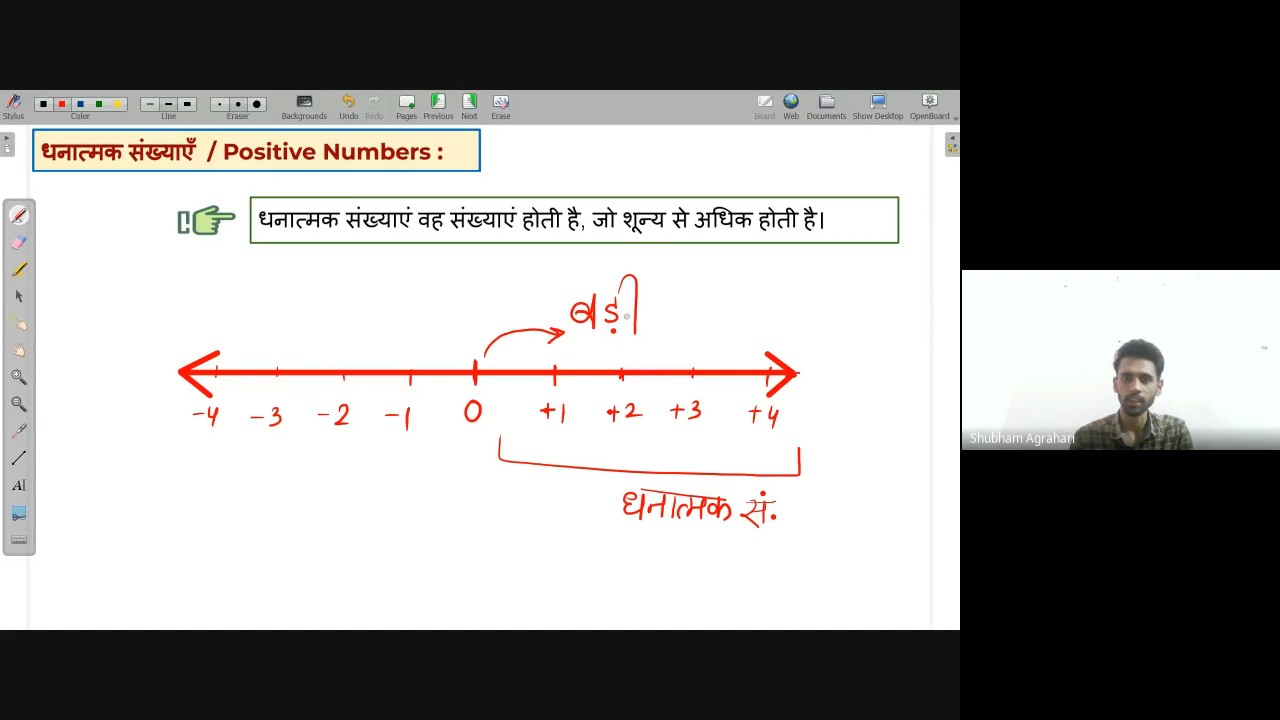 Stylus
Color
Line
Eraser
Backgrounds
Undo
Redo
Pages
Previous
Next
Erase
Board
Web
Documents
Show Desktop
OpenBoard
धनात्मक संख्याएँ / Positive Numbers :
धनात्मक संख्याएं वह संख्याएं होती है, जो शून्य से अधिक होती है।
बड़ी
-4 -3 -2 -1 0 +1 +2 +3 +4
धनात्मक सं.
Shubham Agrahari